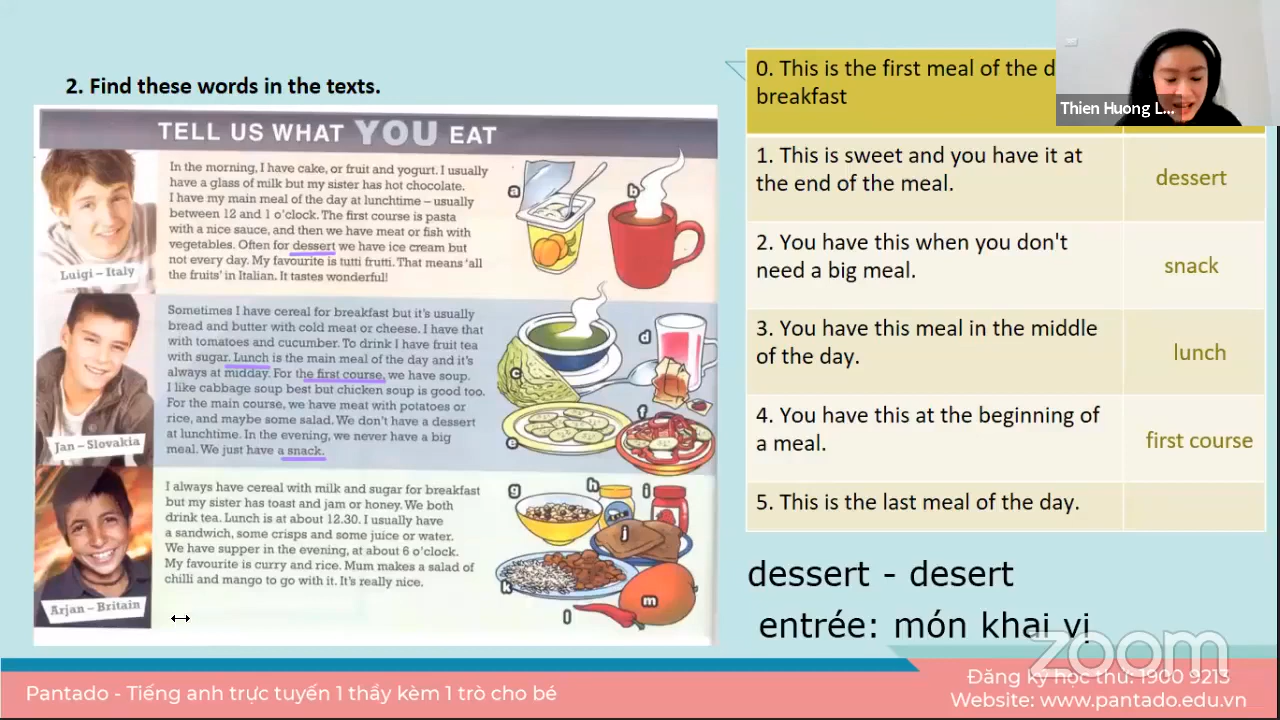 2. Find these words in the texts.
TELL US WHAT YOU EAT
In the morning, I have cake, or fruit and yogurt. I usually
have a glass of milk but my sister has hot chocolate.
I have my main meal of the day at lunchtime – usually
between 12 and 1 o'clock. The first course is pasta
with a nice sauce, and then we have meat or fish with
vegetables. Often for dessert we have ice cream but
not every day. My favourite is tutti frutti. That means 'all
the fruits' in Italian. It tastes wonderful!
Luigi – Italy
a
b
Sometimes I have cereal for breakfast but it's usually
bread and butter with cold meat or cheese. I have that
with tomatoes and cucumber. To drink I have fruit tea
with sugar. Lunch is the main meal of the day and it's
always at midday. For the first course, we have soup.
I like cabbage soup best but chicken soup is good too.
For the main course, we have meat with potatoes or
rice, and maybe some salad. We don't have a dessert
at lunchtime. In the evening, we never have a big
meal. We just have a snack.
Jan – Slovakia
c
d
e
f
I always have cereal with milk and sugar for breakfast
but my sister has toast and jam or honey. We both
drink tea. Lunch is at about 12.30. I usually have
a sandwich, some crisps and some juice or water.
We have supper in the evening, at about 6 o'clock.
My favourite is curry and rice. Mum makes a salad of
chilli and mango to go with it. It's really nice.
Arjan – Britain
g
h
i
j
k
l
m
0. This is the first meal of the d
breakfast
1. This is sweet and you have it at
the end of the meal.
dessert
2. You have this when you don't
need a big meal.
snack
3. You have this meal in the middle
of the day.
lunch
4. You have this at the beginning of
a meal.
first course
5. This is the last meal of the day.
dessert - desert
entrée: món khai vị
Thien Huong L...
zoom
Pantado - Tiếng anh trực tuyến 1 thầy kèm 1 trò cho bé
Đăng ký học thử: 1900 9213
Website: www.pantado.edu.vn